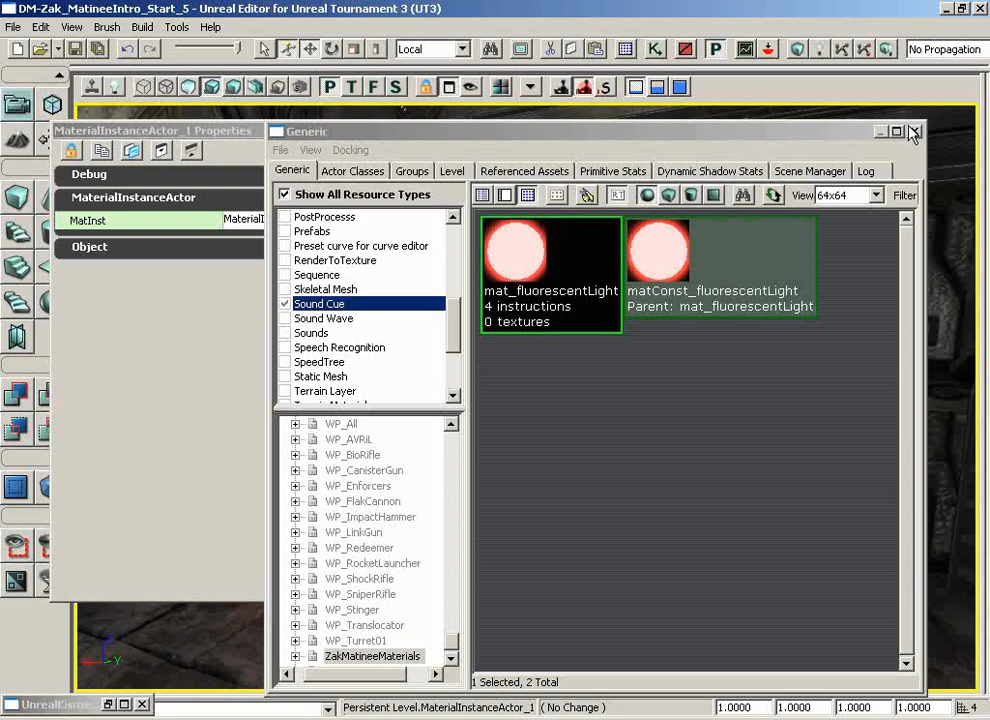 DM-Zak_MatineeIntro_Start_5 - Unreal Editor for Unreal Tournament 3 (UT3)
File Edit View Brush Build Tools Help
Local
P
No Propagation
P T F S
S
MaterialInstanceActor_1 Properties
Debug
MaterialInstanceActor
MatInst
MaterialI
Object
Generic
File View Docking
Generic Actor Classes Groups Level Referenced Assets Primitive Stats Dynamic Shadow Stats Scene Manager Log
Show All Resource Types
View 64x64 Filter
PostProcesss
Prefabs
Preset curve for curve editor
RenderToTexture
Sequence
Skeletal Mesh
Sound Cue
Sound Wave
Sounds
Speech Recognition
SpeedTree
Static Mesh
Terrain Layer
mat_fluorescentLight
4 instructions
0 textures
matConst_fluorescentLight
Parent: mat_fluorescentLight
WP_All
WP_AVRiL
WP_BioRifle
WP_CanisterGun
WP_Enforcers
WP_FlakCannon
WP_ImpactHammer
WP_LinkGun
WP_Redeemer
WP_RocketLauncher
WP_ShockRifle
WP_SniperRifle
WP_Stinger
WP_Translocator
WP_Turret01
ZakMatineeMaterials
1 Selected, 2 Total
X Y
UnrealKisme
Persistent Level.MaterialInstanceActor_1 (No Change) 1.0000 1.0000 1.0000 1.0000 4